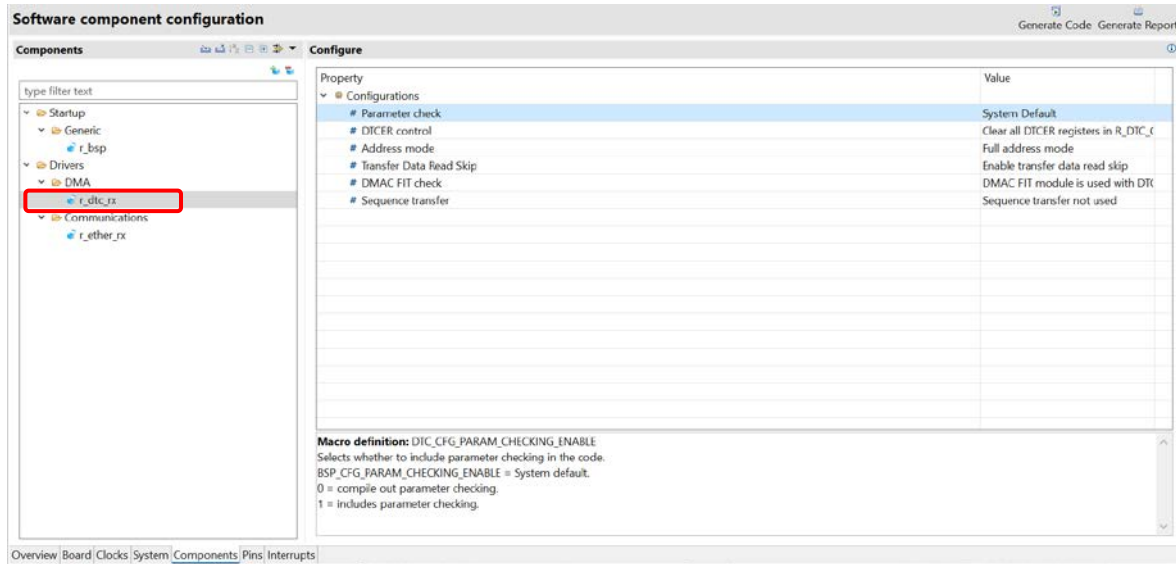 Software component configuration
Generate Code Generate Report
Components
Configure
type filter text
Startup
Generic
r_bsp
Drivers
DMA
r_dtc_rx
Communications
r_ether_rx
Property Value
Configurations
# Parameter check System Default
# DTCER control Clear all DTCER registers in R_DTC_
# Address mode Full address mode
# Transfer Data Read Skip Enable transfer data read skip
# DMAC FIT check DMAC FIT module is used with DT
# Sequence transfer Sequence transfer not used
Macro definition: DTC_CFG_PARAM_CHECKING_ENABLE
Selects whether to include parameter checking in the code.
BSP_CFG_PARAM_CHECKING_ENABLE = System default.
0 = compile out parameter checking.
1 = includes parameter checking.
Overview Board Clocks System Components Pins Interrupts